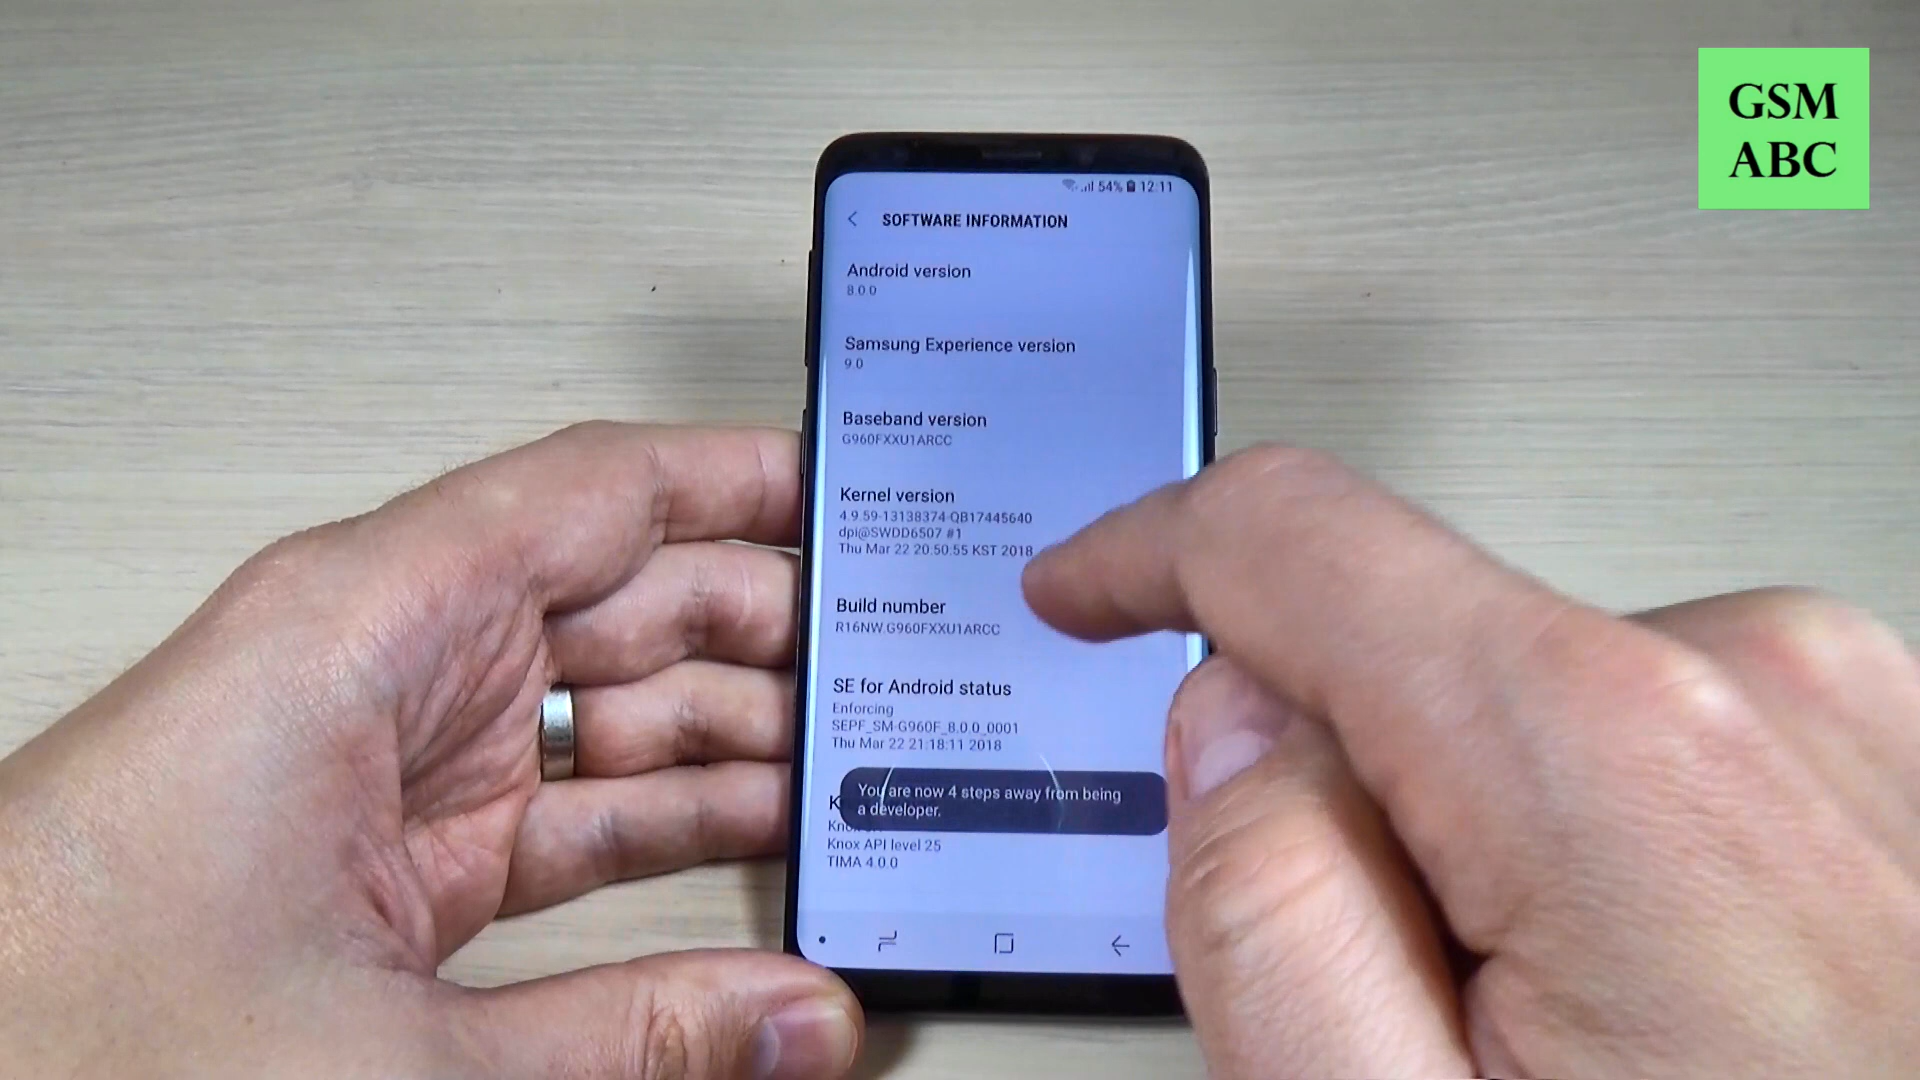 GSM
ABC
54% 12:11
SOFTWARE INFORMATION
Android version
8.0.0
Samsung Experience version
9.0
Baseband version
G960FXXU1ARCC
Kernel version
4.9.59-13138374-QB17445640
dpi@SWDD6507 #1
Thu Mar 22 20:50:55 KST 2018
Build number
R16NW.G960FXXU1ARCC
SE for Android status
Enforcing
SEPF_SM-G960F_8.0.0_0001
Thu Mar 22 21:18:11 2018
You are now 4 steps away from being
a developer.
Knox API level 25
TIMA 4.0.0